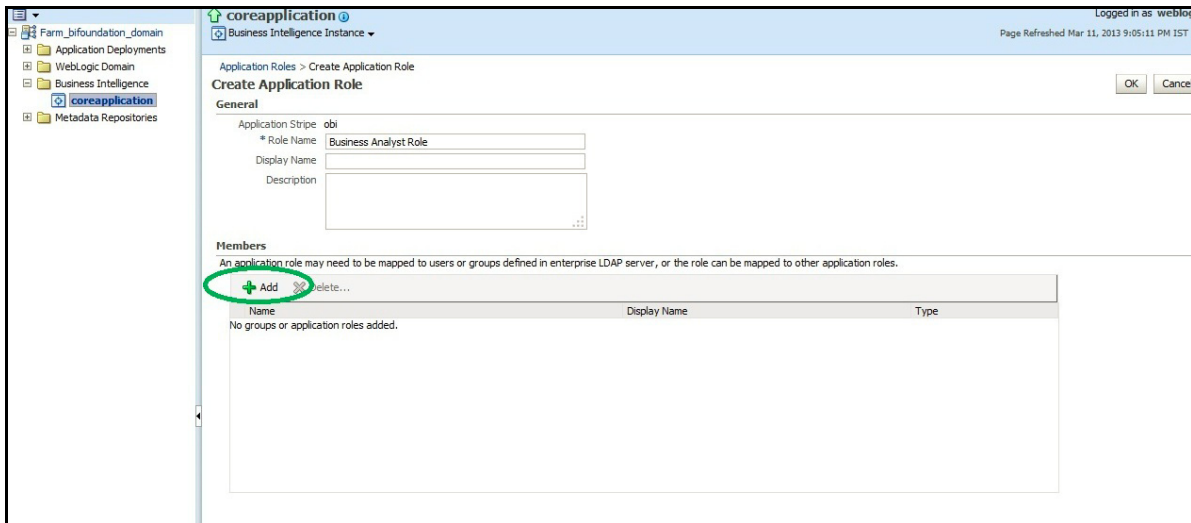 coreapplication
Logged in as weblog
Farm_bifoundation_domain
Business Intelligence Instance
Page Refreshed Mar 11, 2013 9:05:11 PM IST
Application Deployments
WebLogic Domain
Application Roles > Create Application Role
Business Intelligence
Create Application Role
OK Cance
coreapplication
General
Metadata Repositories
Application Stripe obi
* Role Name Business Analyst Role
Display Name
Description
Members
An application role may need to be mapped to users or groups defined in enterprise LDAP server, or the role can be mapped to other application roles.
Add Delete...
Name Display Name Type
No groups or application roles added.